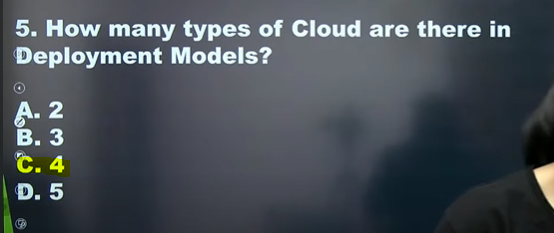 5. How many types of Cloud are there in
Deployment Models?
A. 2
B. 3
C. 4
D. 5